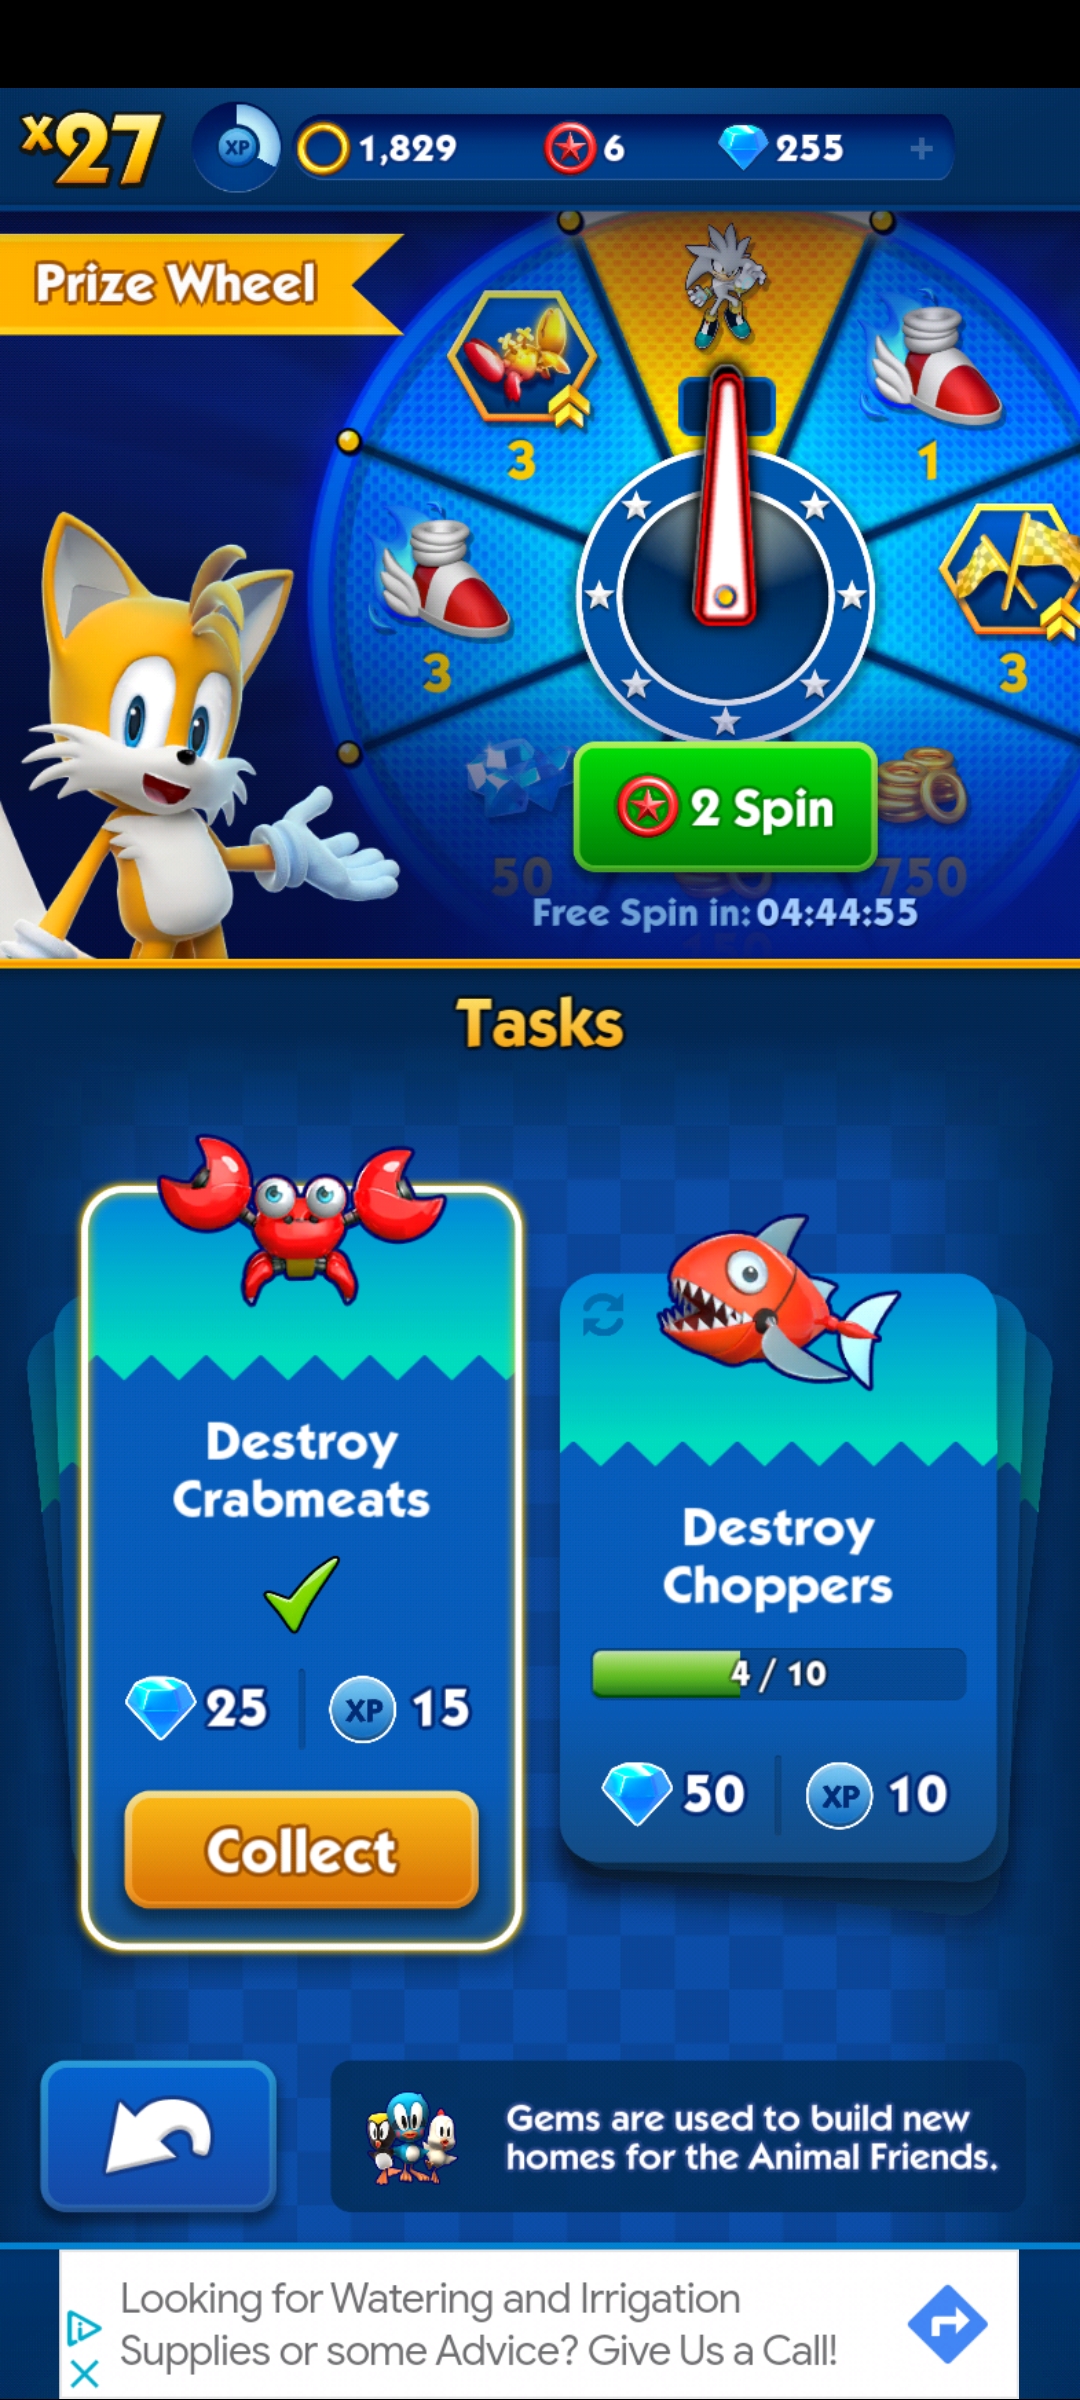 x27
XP
1,829
6
255
+
Prize Wheel
3
1
3
3
50
750
2 Spin
Free Spin in: 04:44:55
Tasks
Destroy
Crabmeats
25
XP 15
Collect
Destroy
Choppers
4 / 10
50
XP 10
Gems are used to build new
homes for the Animal Friends.
Looking for Watering and Irrigation
Supplies or some Advice? Give Us a Call!